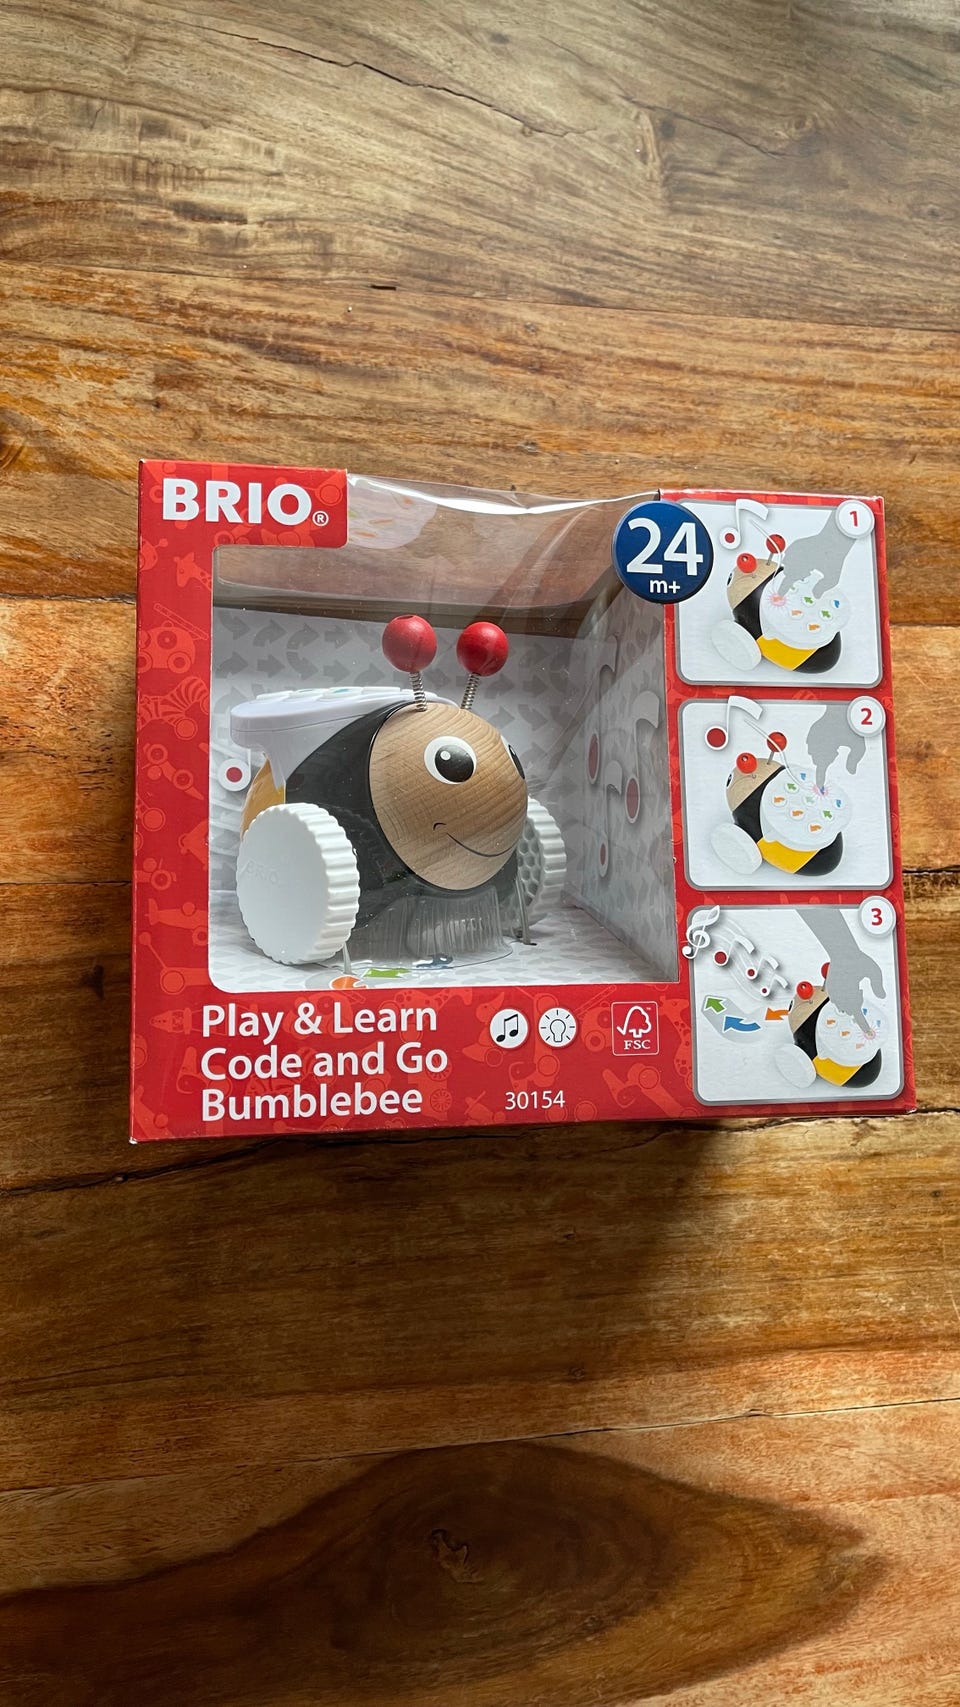 BRIO®
24
m+
1
2
3
BRIO
Play & Learn
Code and Go
Bumblebee
30154
FSC